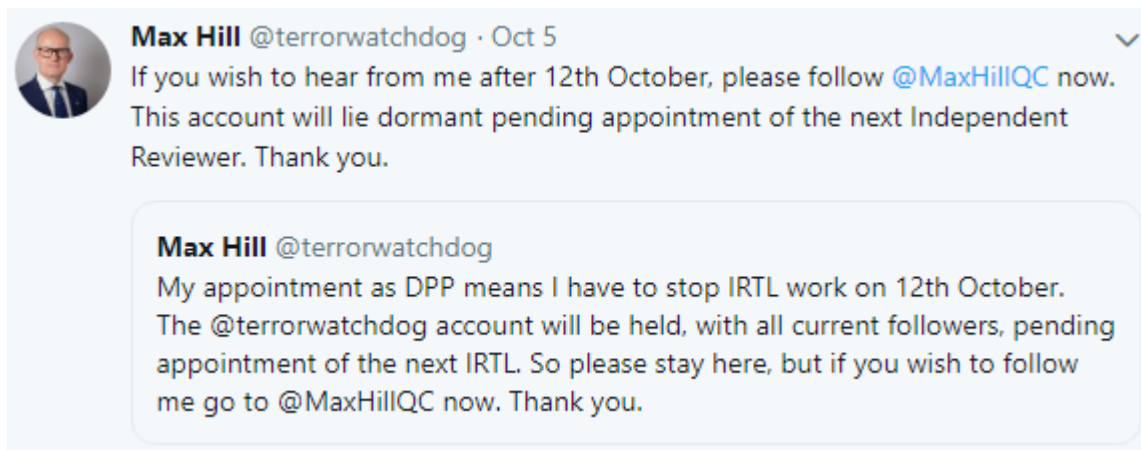 Max Hill @terrorwatchdog · Oct 5
If you wish to hear from me after 12th October, please follow @MaxHillQC now.
This account will lie dormant pending appointment of the next Independent
Reviewer. Thank you.
Max Hill @terrorwatchdog
My appointment as DPP means I have to stop IRTL work on 12th October.
The @terrorwatchdog account will be held, with all current followers, pending
appointment of the next IRTL. So please stay here, but if you wish to follow
me go to @MaxHillQC now. Thank you.